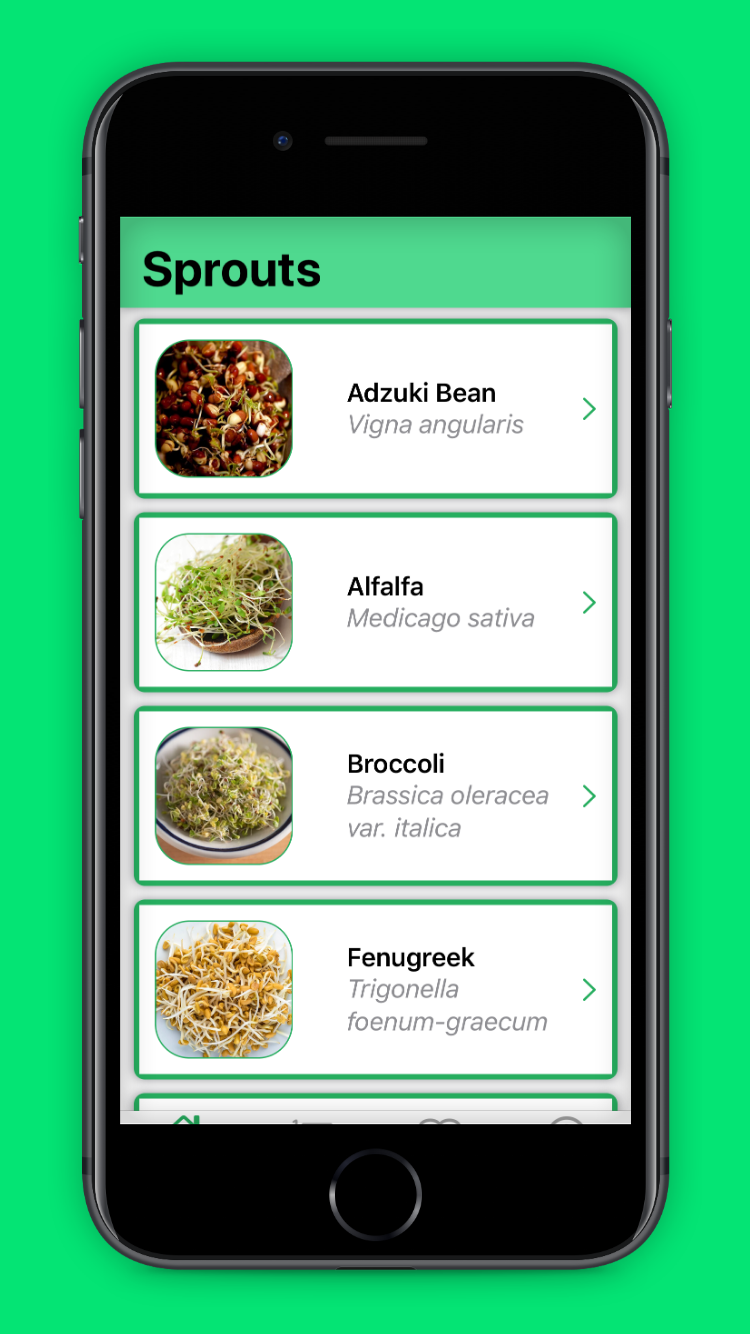 Sprouts
Adzuki Bean
Vigna angularis
Alfalfa
Medicago sativa
Broccoli
Brassica oleracea
var. italica
Fenugreek
Trigonella
foenum-graecum